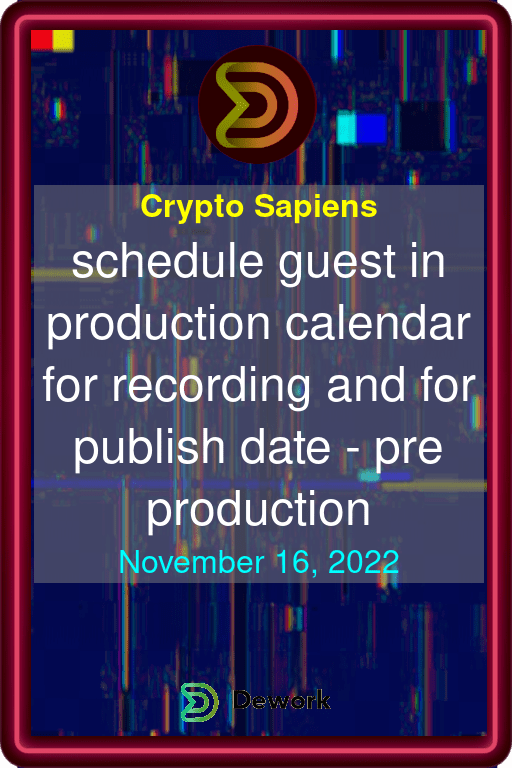 Crypto Sapiens
schedule guest in
production calendar
for recording and for
publish date - pre
production
November 16, 2022
Dework